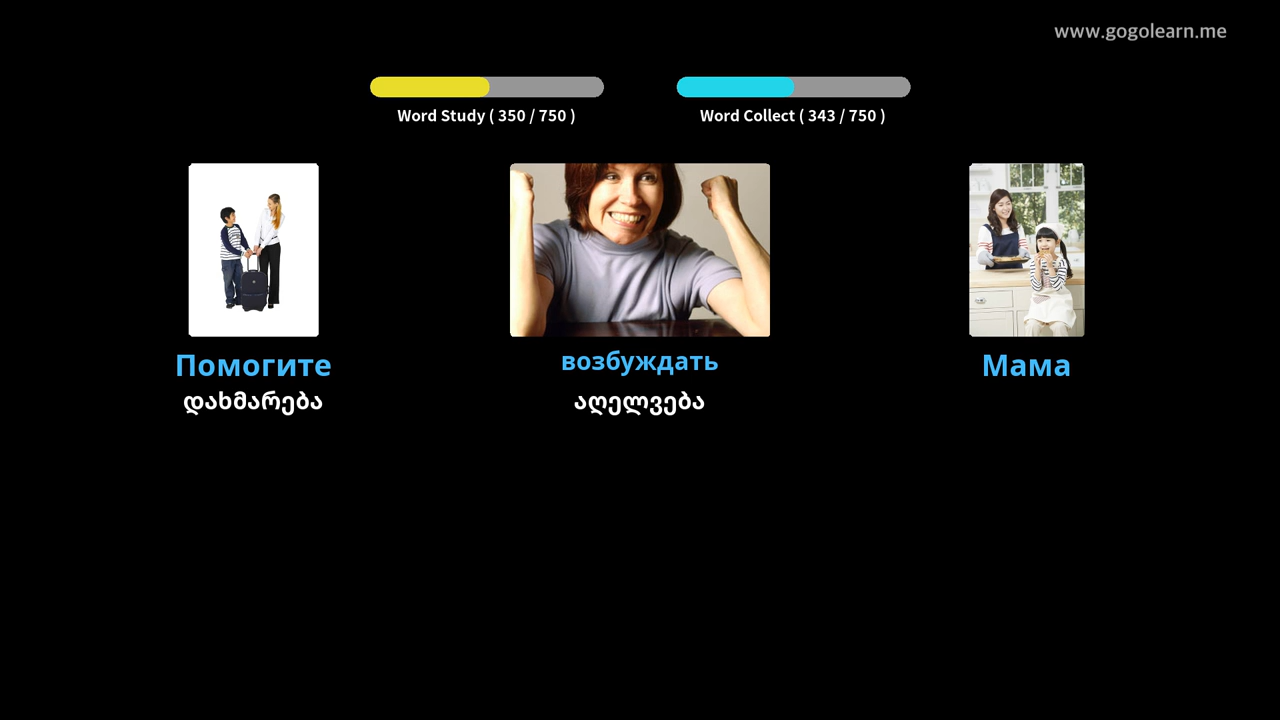 www.gogolearn.me
Word Study ( 350 / 750 )
Word Collect ( 343 / 750 )
Помогите
возбуждать
Мама
დახმარება
აღელვება